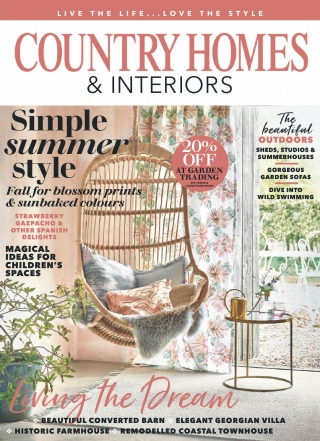 LIVE THE LIFE...LOVE THE STYLE
COUNTRY HOMES
& INTERIORS
Simple
summer
style
Fall for blossom prints
& sunbaked colours
STRAWBERRY
GAZPACHO &
OTHER SPANISH
DELIGHTS
MAGICAL
IDEAS FOR
CHILDREN'S
SPACES
20%
OFF
AT GARDEN
TRADING
The
beautiful
OUTDOORS
SHEDS, STUDIOS &
SUMMERHOUSES
GORGEOUS
GARDEN SOFAS
DIVE INTO
WILD SWIMMING
Living the Dream
BEAUTIFUL CONVERTED BARN ELEGANT GEORGIAN VILLA
HISTORIC FARMHOUSE REMODELLED COASTAL TOWNHOUSE